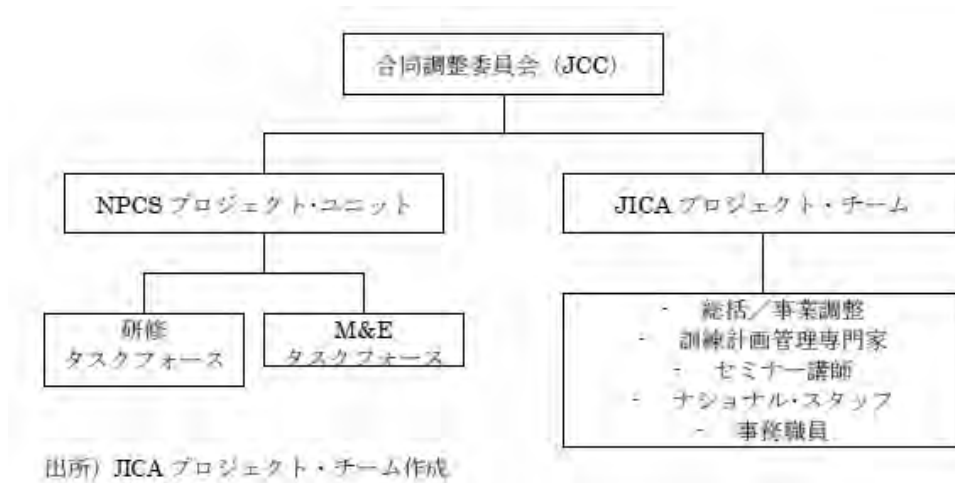 合同調整委員会（JCC）
NPCS プロジェクト・ユニット
JICA プロジェクト・チーム
研修
タスクフォース
M&E
タスクフォース
- 総括／事業調整
- 訓練計画管理専門家
- セミナー講師
- ナショナル・スタッフ
- 事務職員
出所）JICA プロジェクト・チーム作成